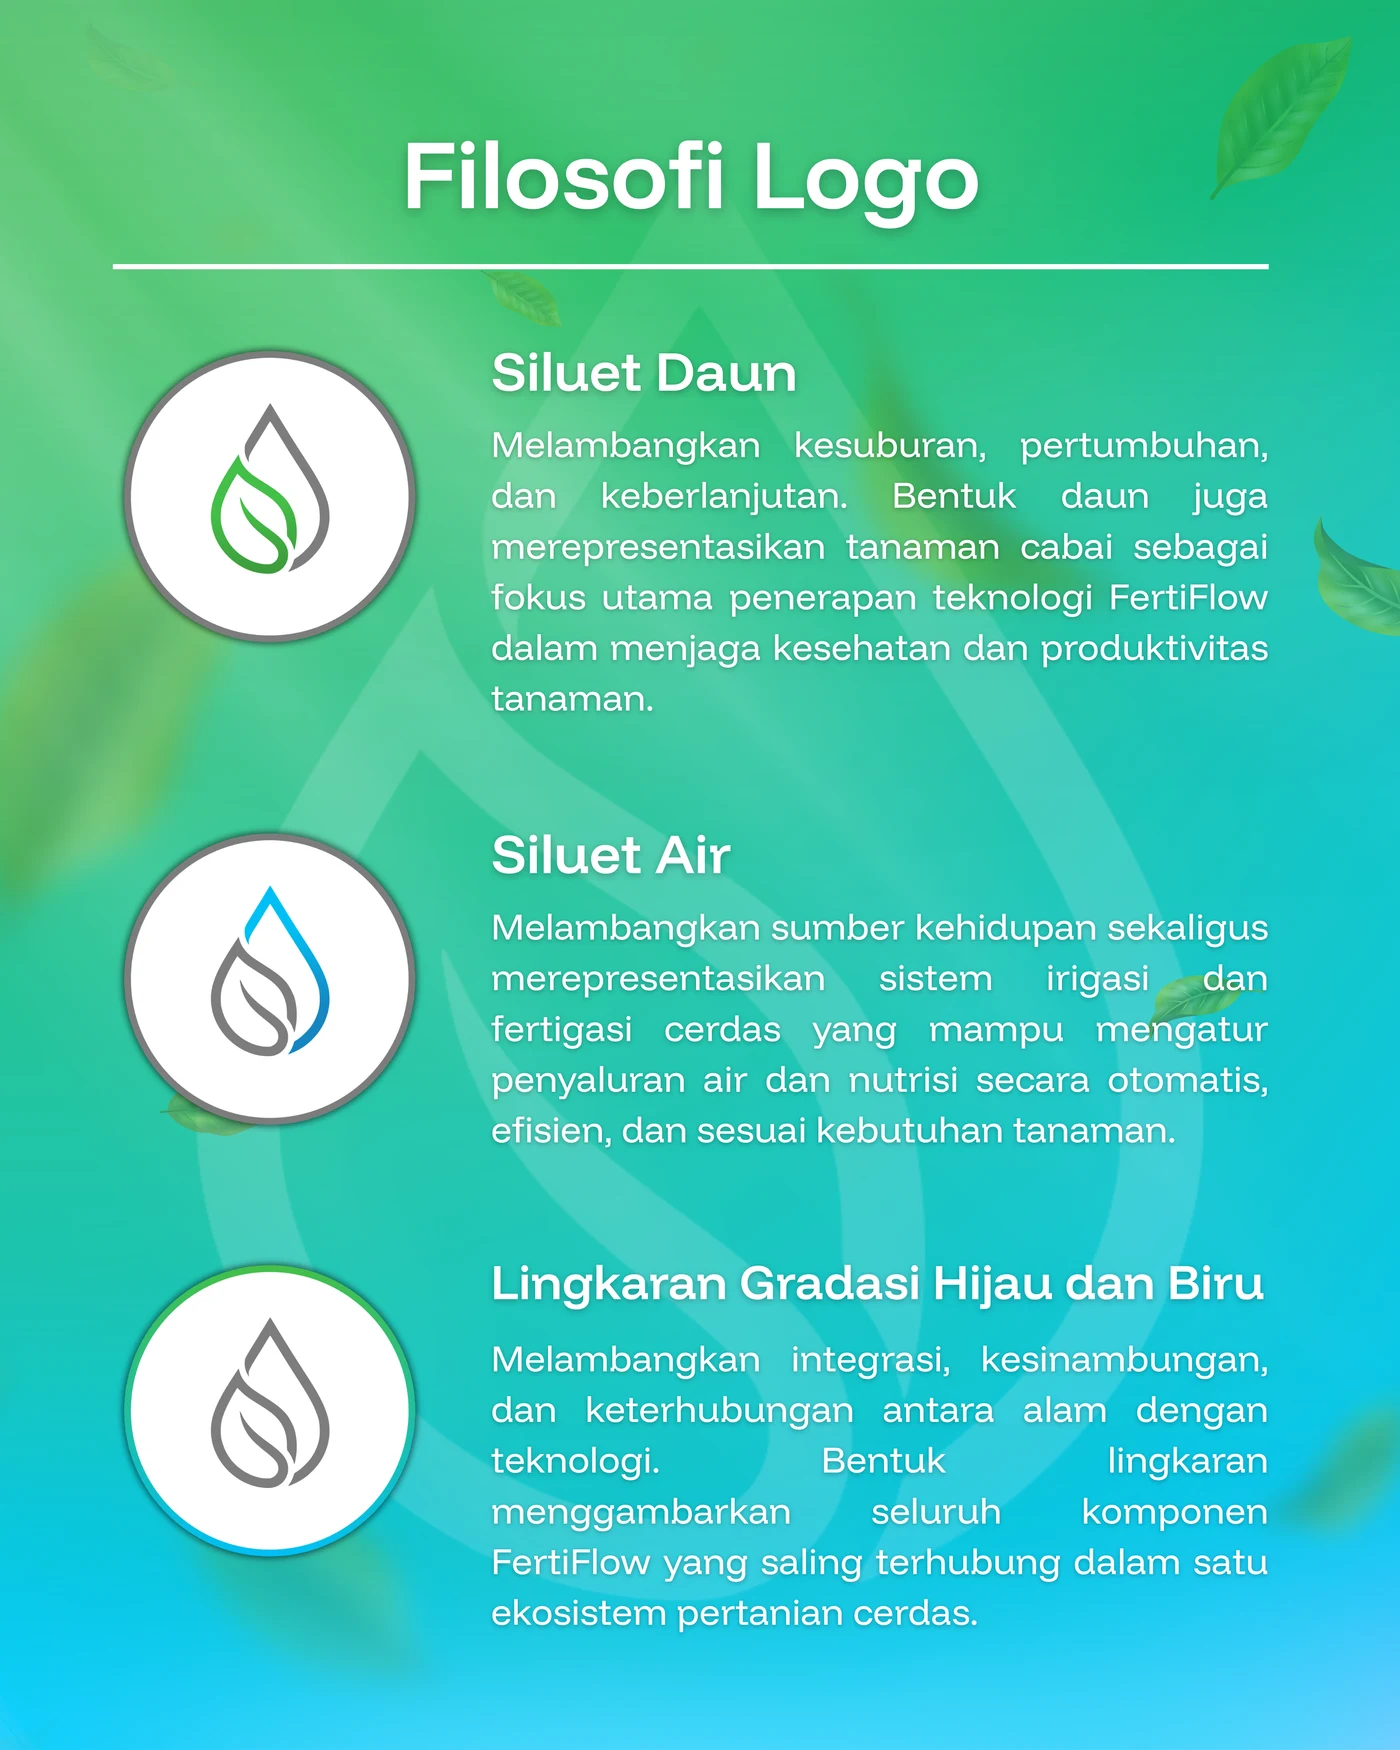 Filosofi Logo
Siluet Daun
Melambangkan kesuburan, pertumbuhan,
dan keberlanjutan. Bentuk daun juga
merepresentasikan tanaman cabai sebagai
fokus utama penerapan teknologi FertiFlow
dalam menjaga kesehatan dan produktivitas
tanaman.
Siluet Air
Melambangkan sumber kehidupan sekaligus
merepresentasikan sistem irigasi dan
fertigasi cerdas yang mampu mengatur
penyaluran air dan nutrisi secara otomatis,
efisien, dan sesuai kebutuhan tanaman.
Lingkaran Gradasi Hijau dan Biru
Melambangkan integrasi, kesinambungan,
dan keterhubungan antara alam dengan
teknologi. Bentuk lingkaran
menggambarkan seluruh komponen
FertiFlow yang saling terhubung dalam satu
ekosistem pertanian cerdas.